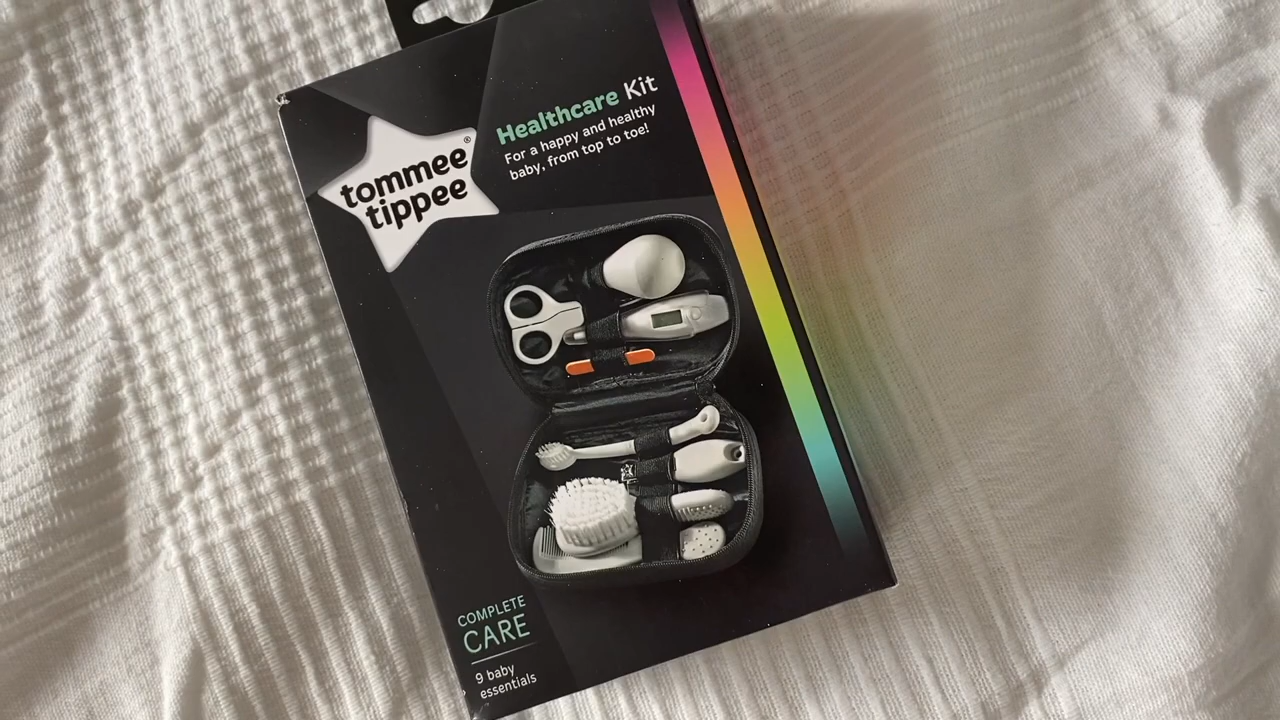 tommee
tippee®
Healthcare Kit
For a happy and healthy
baby, from top to toe!
COMPLETE
CARE
9 baby
essentials